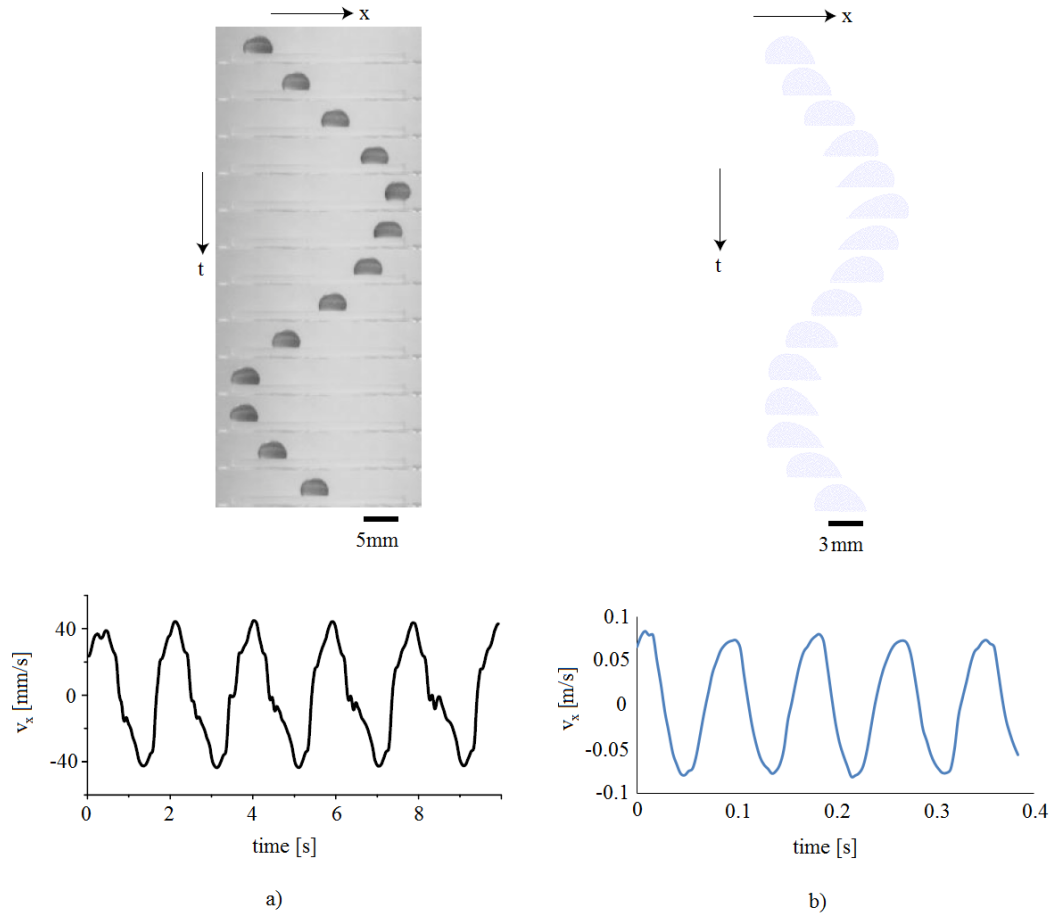 x
t
5mm
40
0
-40
v_x [mm/s]
0 2 4 6 8
time [s]
a)
x
t
3mm
0.1
0.05
0
-0.05
-0.1
v_x [m/s]
0 0.1 0.2 0.3 0.4
time [s]
b)